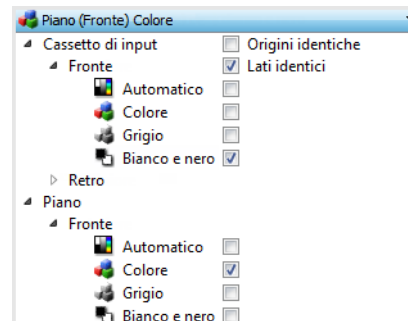 Piano (Fronte) Colore
Cassetto di input Origini identiche
Fronte Lati identici
Automatico
Colore
Grigio
Bianco e nero
Retro
Piano
Fronte
Automatico
Colore
Grigio
Bianco e nero